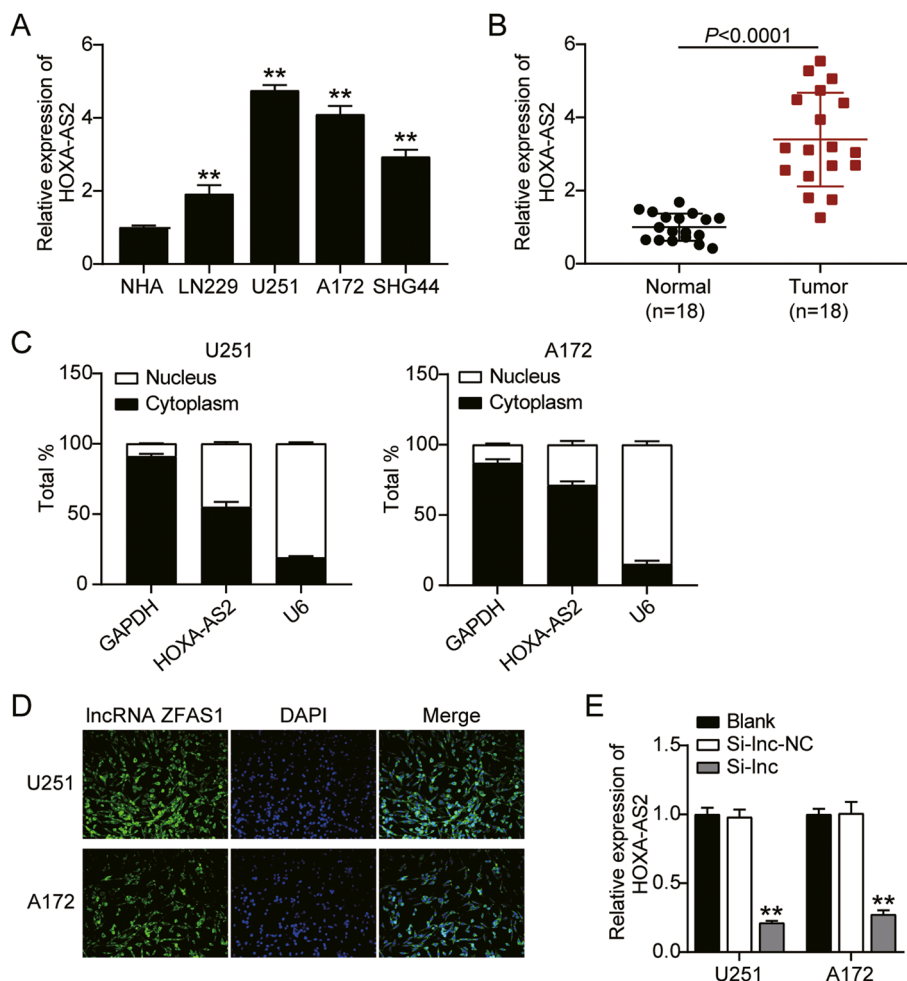 A
Relative expression of
HOXA-AS2
6
4
2
0
**
**
**
**
NHA
LN229
U251
A172
SHG44
B
Relative expression of
HOXA-AS2
6
4
2
0
P<0.0001
Normal
(n=18)
Tumor
(n=18)
C
U251
Total %
150
100
50
0
Nucleus
Cytoplasm
GAPDH
HOXA-AS2
U6
A172
Total %
150
100
50
0
Nucleus
Cytoplasm
GAPDH
HOXA-AS2
U6
D
lncRNA ZFAS1
DAPI
Merge
U251
A172
E
Blank
Si-lnc-NC
Si-lnc
Relative expression of
HOXA-AS2
1.5
1.0
0.5
0.0
**
**
U251
A172